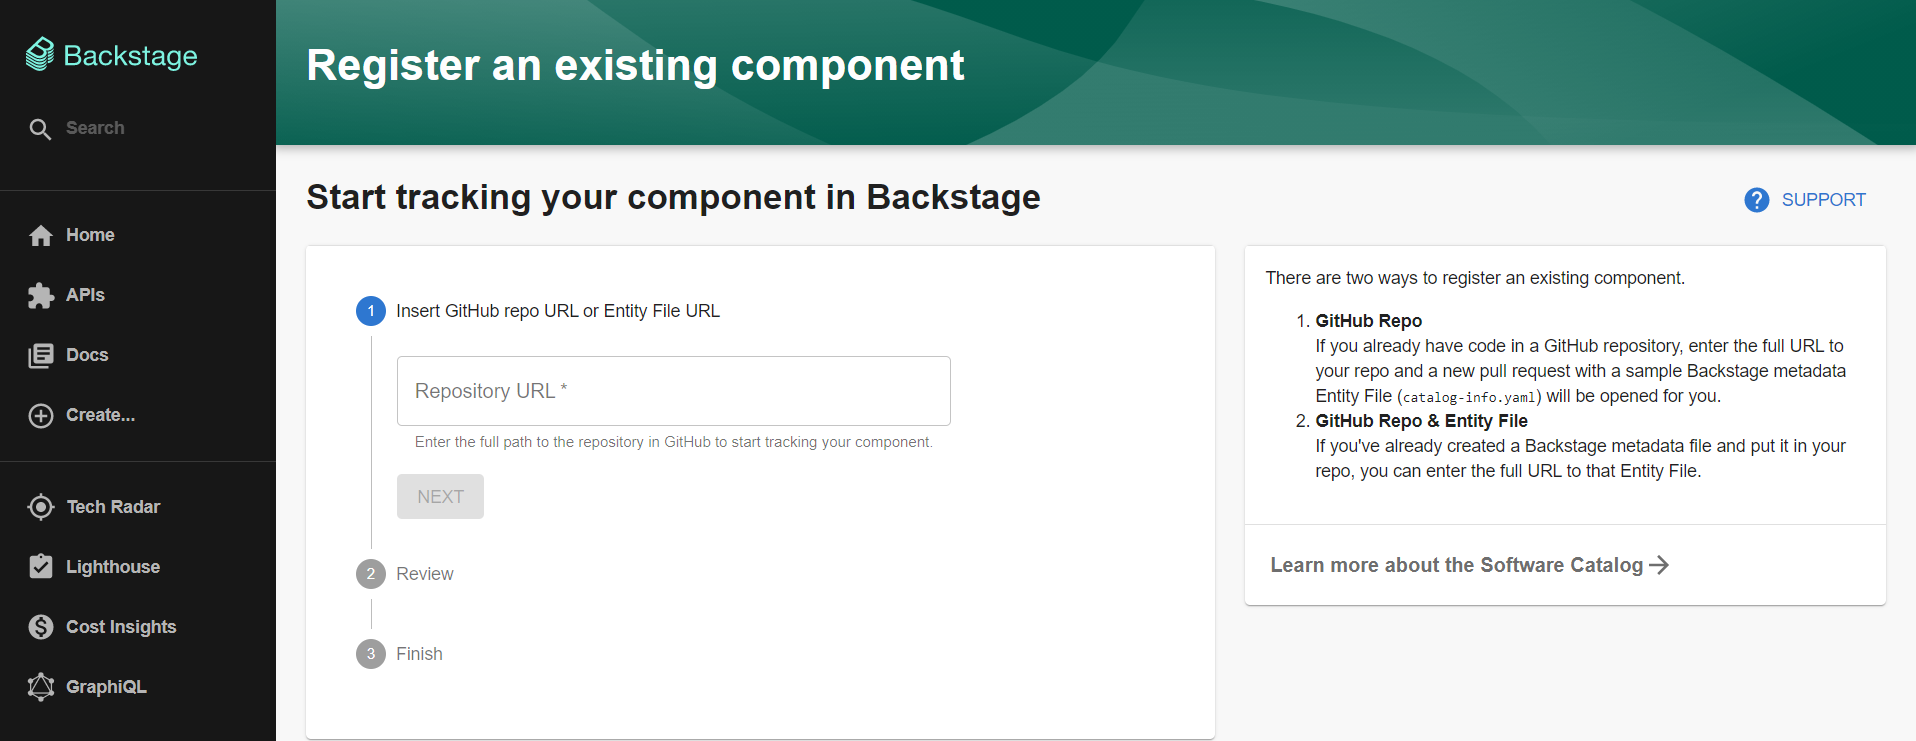 Backstage
Search
Home
APIs
Docs
Create...
Tech Radar
Lighthouse
Cost Insights
GraphiQL
Register an existing component
Start tracking your component in Backstage
? SUPPORT
1 Insert GitHub repo URL or Entity File URL
Repository URL *
Enter the full path to the repository in GitHub to start tracking your component.
NEXT
2 Review
3 Finish
There are two ways to register an existing component.
1. GitHub Repo
If you already have code in a GitHub repository, enter the full URL to
your repo and a new pull request with a sample Backstage metadata
Entity File (catalog-info.yaml) will be opened for you.
2. GitHub Repo & Entity File
If you've already created a Backstage metadata file and put it in your
repo, you can enter the full URL to that Entity File.
Learn more about the Software Catalog